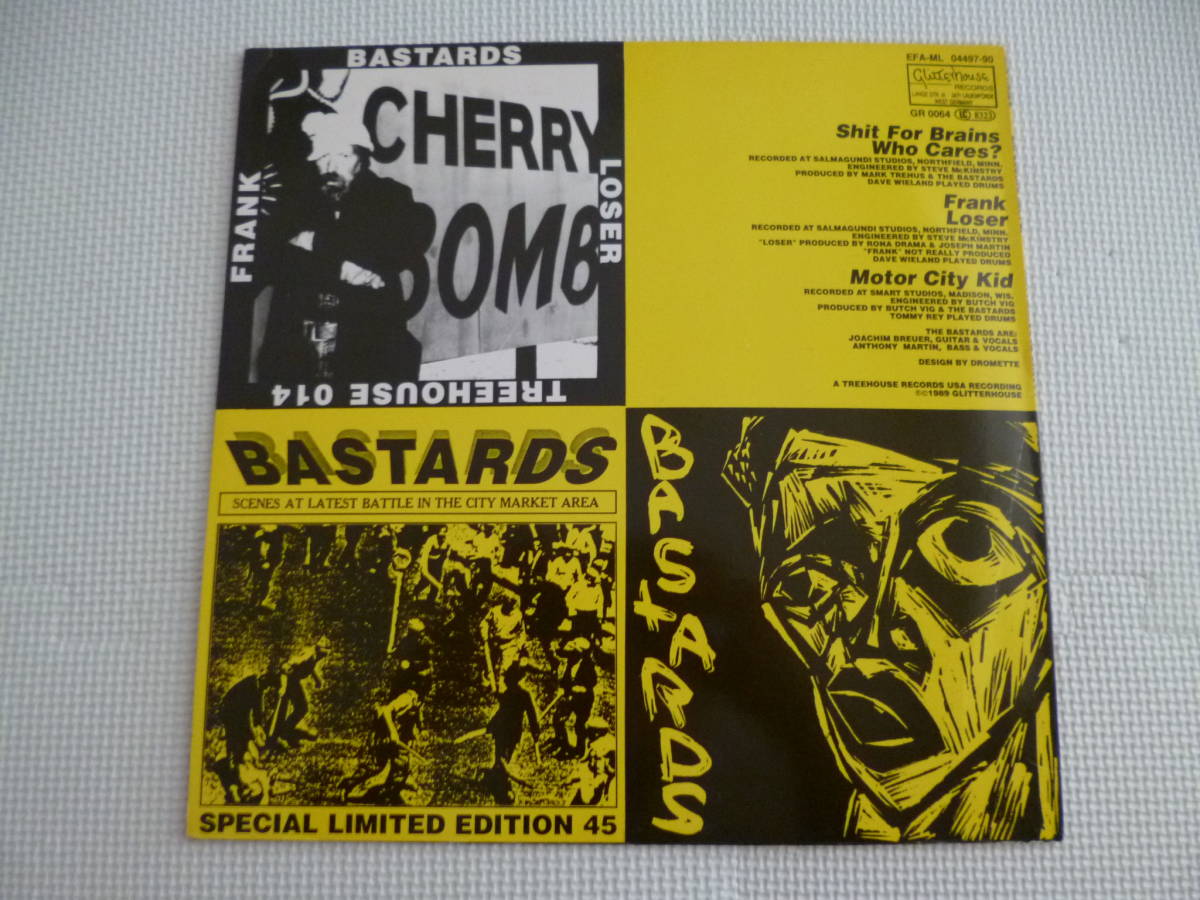 BASTARDS
FRANK
CHERRY
BOMB
LOSER
TREEHOUSE 014
EFA-ML 04497-90
Glitterhouse
RECORDS
WEST GERMANY
GR 0064 LC 8323
Shit For Brains
Who Cares?
RECORDED AT SALMAGUNDI STUDIOS, NORTHFIELD, MINN.
ENGINEERED BY STEVE McKINSTRY
PRODUCED BY MARK TREHUS & THE BASTARDS
DAVE WIELAND PLAYED DRUMS
Frank
Loser
RECORDED AT SALMAGUNDI STUDIOS, NORTHFIELD, MINN.
ENGINEERED BY STEVE McKINSTRY
"LOSER" PRODUCED BY RONA DRAMA & JOSEPH MARTIN
"FRANK" NOT REALLY PRODUCED
DAVE WIELAND PLAYED DRUMS
Motor City Kid
RECORDED AT SMART STUDIOS, MADISON, WIS.
ENGINEERED BY BUTCH VIG
PRODUCED BY BUTCH VIG & THE BASTARDS
TOMMY REY PLAYED DRUMS
THE BASTARDS ARE:
JOACHIM BREUER, GUITAR & VOCALS
ANTHONY MARTIN, BASS & VOCALS
DESIGN BY DROMETTE
A TREEHOUSE RECORDS USA RECORDING
℗©1989 GLITTERHOUSE
BASTARDS
SCENES AT LATEST BATTLE IN THE CITY MARKET AREA
SPECIAL LIMITED EDITION 45
BASTARDS